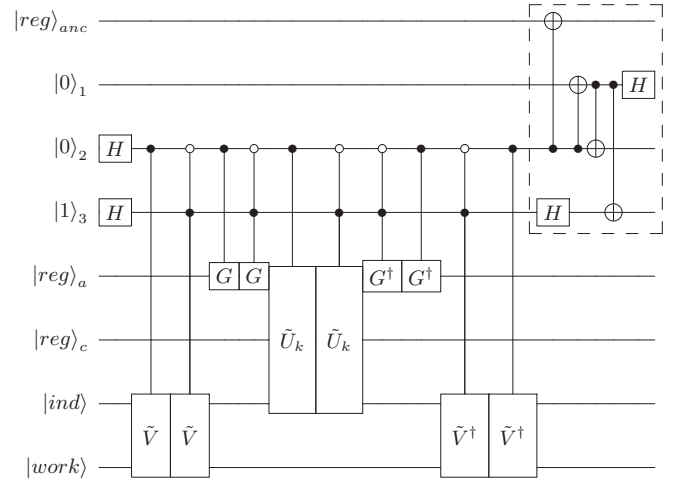 |reg⟩anc
|0⟩1 H
|0⟩2 H
|1⟩3 H H
|reg⟩a G G G† G†
|reg⟩c Ũk Ũk
|ind⟩
Ṽ Ṽ Ṽ† Ṽ†
|work⟩